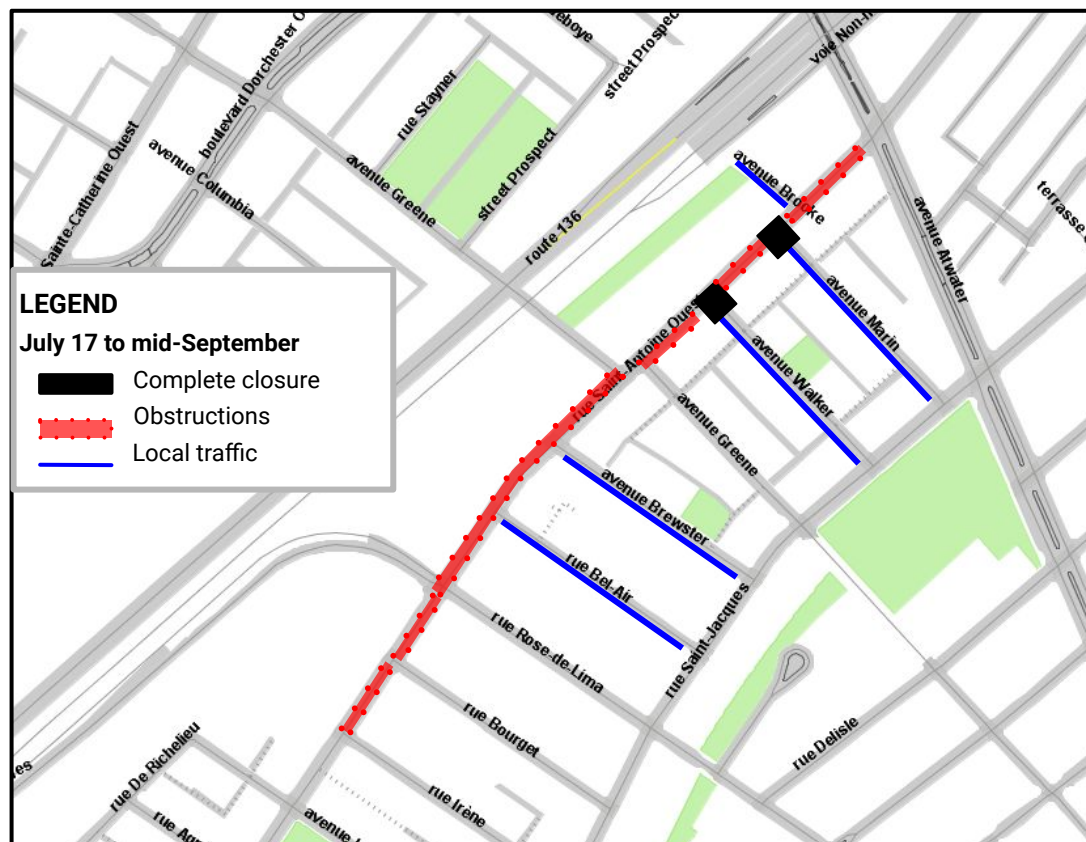 boulevard Dorchester O
rue Stayner
street Prospect
voie Non-
Sainte-Catherine Ouest
avenue Columbia
avenue Greene
street Prospect
route 136
avenue Brooke
avenue Atwater
terrasse
LEGEND
July 17 to mid-September
Complete closure
Obstructions
Local traffic
rue Saint-Antoine Ouest
avenue Marin
avenue Walker
avenue Greene
avenue Brewster
rue Bel-Air
rue Saint-Jacques
rue Rose-de-Lima
rue Bourget
rue Delisle
rue De Richelieu
rue Irène
rue
avenue